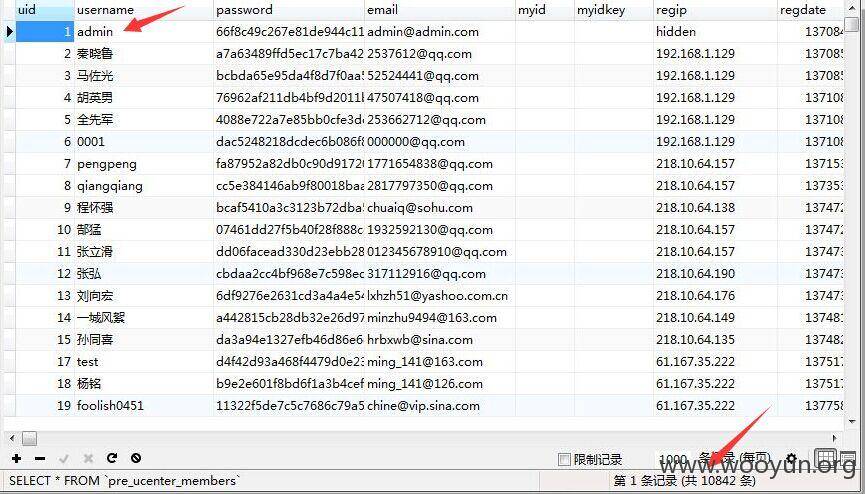 uid username password email myid myidkey regip regdate
1 admin 66f8c49c267e81de944c11 admin@admin.com hidden 137084
2 秦晓鲁 a7a63489ffd5ec17c7ba42 2537612@qq.com 192.168.1.129 137085
3 马佐光 bcbda65e95da4f8d7f0aa5 52524441@qq.com 192.168.1.129 137085
4 胡英男 76962af211db4bf9d2011b 47507418@qq.com 192.168.1.129 137108
5 全先军 4088e722a7e85bb0cfe3d 253662712@qq.com 192.168.1.129 137108
6 0001 dac5248218dcdec6b086f8 000000@qq.com 192.168.1.129 137108
7 pengpeng fa87952a82db0c90d91720 1771654838@qq.com 218.10.64.157 137153
8 qiangqiang cc5e384146ab9f80018baa 2817797350@qq.com 218.10.64.157 137353
9 程怀强 bcaf5410a3c3123b72dba chuaiq@sohu.com 218.10.64.138 137472
10 郜猛 07461dd27f5b40f28f888c 1932592130@qq.com 218.10.64.157 137472
11 张立滑 dd06facead330d23ebb28 012345678910@qq.com 218.10.64.157 137472
12 张弘 cbdaa2cc4bf968e7c598ec 317112916@qq.com 218.10.64.190 137473
13 刘向宏 6df9276e2631cd3a4a4e54 lxhzh51@yashoo.com.cn 218.10.64.176 137473
14 一城风絮 a442815cb28db32e26d97 minzhu9494@163.com 218.10.64.149 137481
15 孙同喜 da3a94e1327efb46d86e6 hrbxwb@sina.com 218.10.64.135 137482
16 test d4f42d93a468f4479d0e2 ming_141@163.com 61.167.35.222 137517
17
18 杨铭 b9e2e601f8bd6f1a3b4cef ming_141@126.com 61.167.35.222 137517
19 foolish0451 11322f5de7c5c7686c79a5 chine@vip.sina.com 61.167.35.222 137758
限制记录 1000 条记录 (每页)
www.wooyun.org
SELECT * FROM `pre_ucenter_members` 第 1 条记录 (共 10842 条)